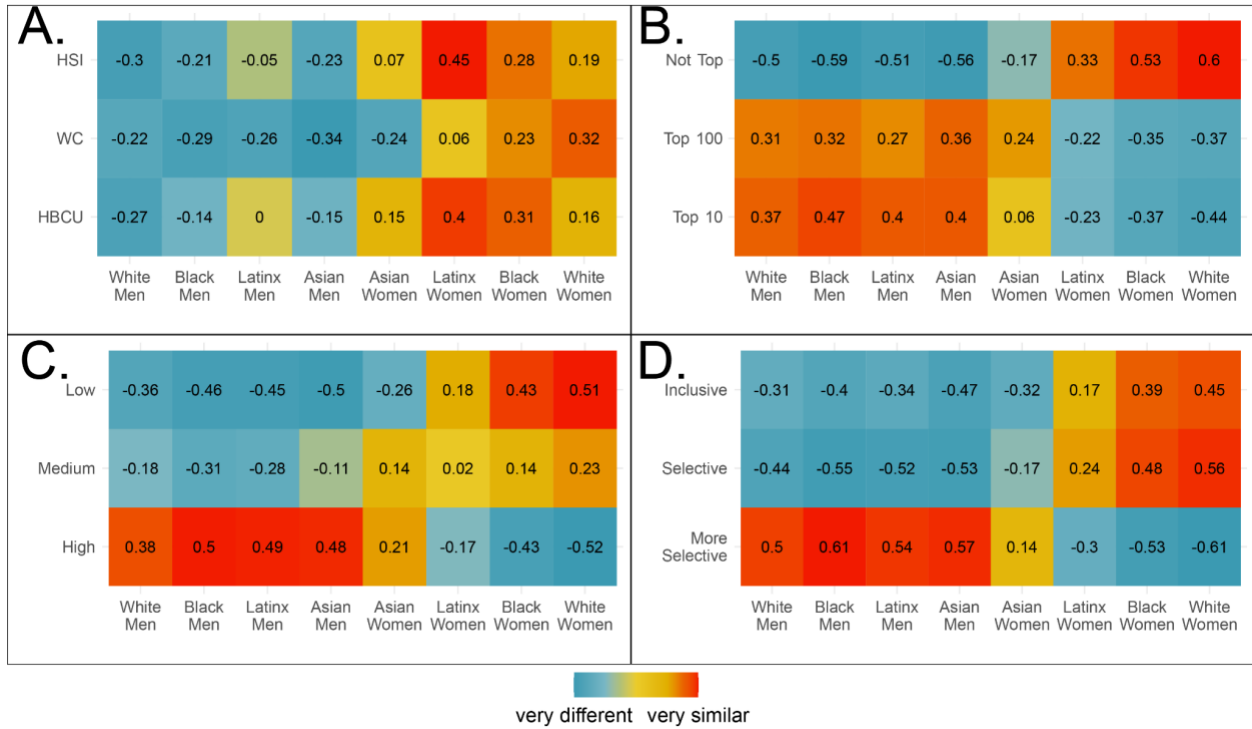 A.
HSI -0.3 -0.21 -0.05 -0.23 0.07 0.45 0.28 0.19
WC -0.22 -0.29 -0.26 -0.34 -0.24 0.06 0.23 0.32
HBCU -0.27 -0.14 0 -0.15 0.15 0.4 0.31 0.16
White Black Latinx Asian Asian Latinx Black White
Men Men Men Men Women Women Women Women
B.
Not Top -0.5 -0.59 -0.51 -0.56 -0.17 0.33 0.53 0.6
Top 100 0.31 0.32 0.27 0.36 0.24 -0.22 -0.35 -0.37
Top 10 0.37 0.47 0.4 0.4 0.06 -0.23 -0.37 -0.44
White Black Latinx Asian Asian Latinx Black White
Men Men Men Men Women Women Women Women
C.
Low -0.36 -0.46 -0.45 -0.5 -0.26 0.18 0.43 0.51
Medium -0.18 -0.31 -0.28 -0.11 0.14 0.02 0.14 0.23
High 0.38 0.5 0.49 0.48 0.21 -0.17 -0.43 -0.52
White Black Latinx Asian Asian Latinx Black White
Men Men Men Men Women Women Women Women
D.
Inclusive -0.31 -0.4 -0.34 -0.47 -0.32 0.17 0.39 0.45
Selective -0.44 -0.55 -0.52 -0.53 -0.17 0.24 0.48 0.56
More
Selective 0.5 0.61 0.54 0.57 0.14 -0.3 -0.53 -0.61
White Black Latinx Asian Asian Latinx Black White
Men Men Men Men Women Women Women Women
very different very similar